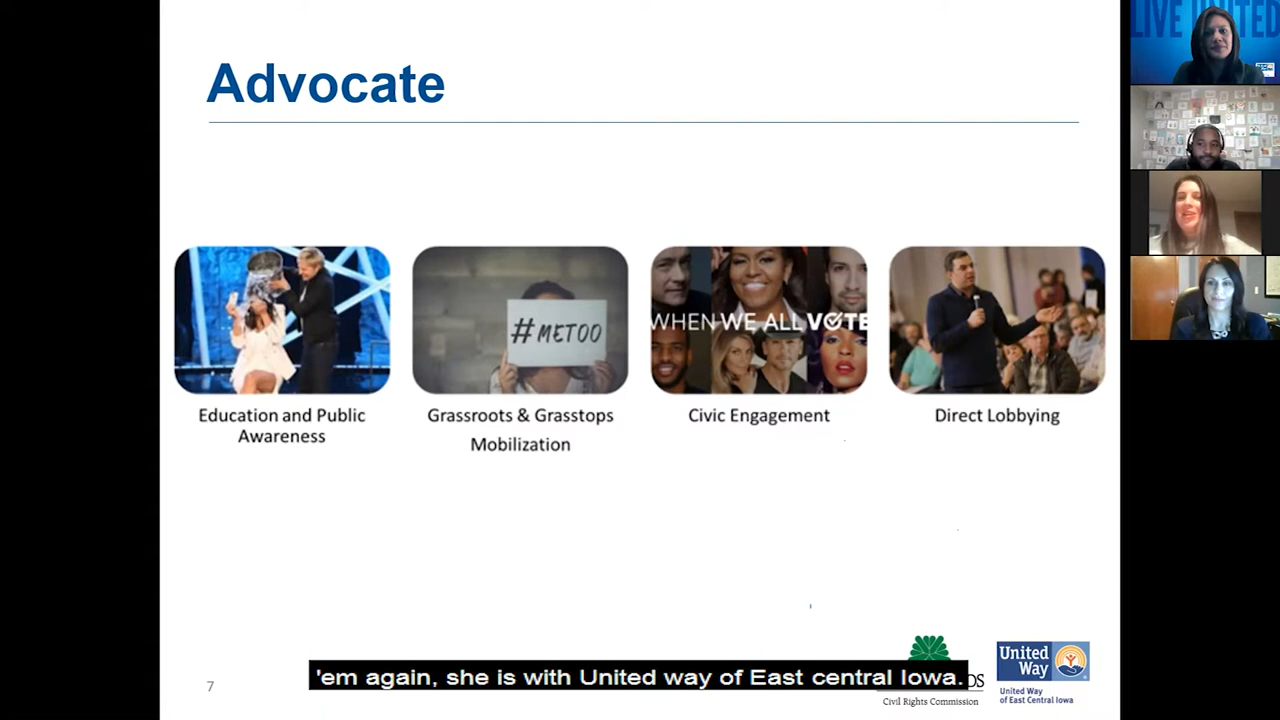 LIVE UNITED
Advocate
#METOO
WHEN WE ALL VOTE
Education and Public
Awareness
Grassroots & Grasstops
Mobilization
Civic Engagement
Direct Lobbying
'em again, she is with United way of East central Iowa.
7
DS
Civil Rights Commission
United
Way
United Way
of East Central Iowa